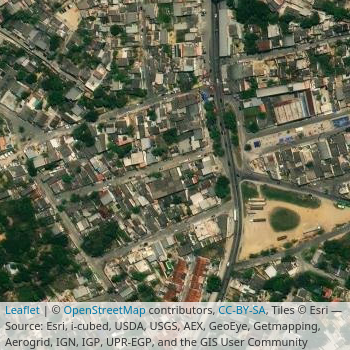 Leaflet | © OpenStreetMap contributors, CC-BY-SA, Tiles © Esri —
Source: Esri, i-cubed, USDA, USGS, AEX, GeoEye, Getmapping,
Aerogrid, IGN, IGP, UPR-EGP, and the GIS User Community